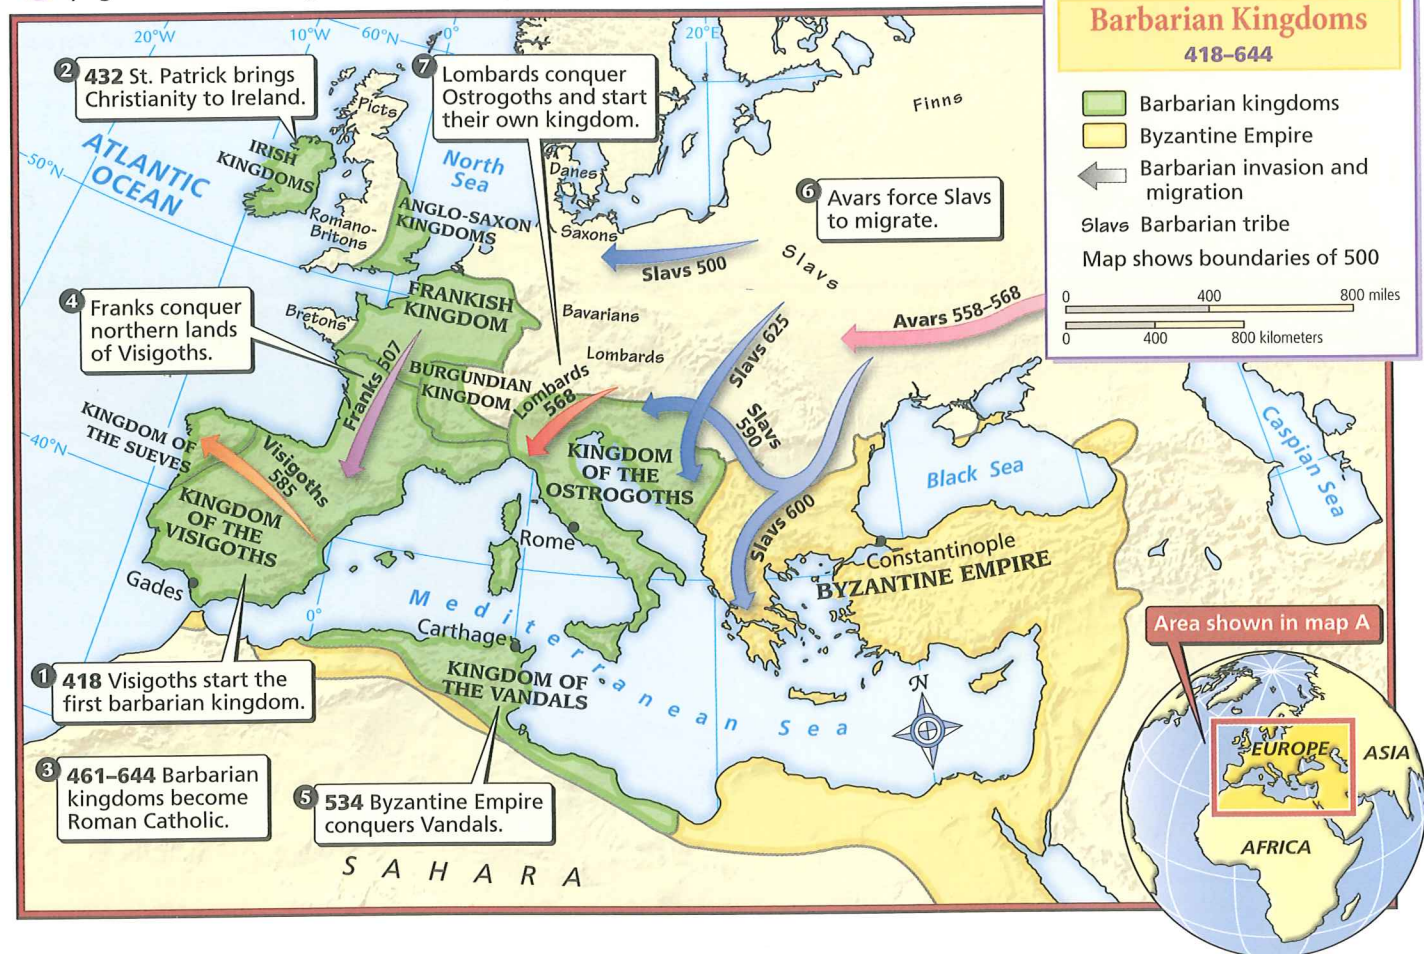 Barbarian Kingdoms
418–644
Barbarian kingdoms
Byzantine Empire
Barbarian invasion and
migration
Slavs Barbarian tribe
Map shows boundaries of 500
0 400 800 miles
0 400 800 kilometers
20°W
10°W
60°N
0°
20°E
50°N
40°N
0°
2 432 St. Patrick brings
Christianity to Ireland.
7 Lombards conquer
Ostrogoths and start
their own kingdom.
6 Avars force Slavs
to migrate.
4 Franks conquer
northern lands
of Visigoths.
1 418 Visigoths start the
first barbarian kingdom.
3 461–644 Barbarian
kingdoms become
Roman Catholic.
5 534 Byzantine Empire
conquers Vandals.
ATLANTIC
OCEAN
IRISH
KINGDOMS
Picts
North
Sea
Danes
Finns
Romano-
Britons
ANGLO-SAXON
KINGDOMS
Saxons
Slavs 500
Slavs
Bretons
FRANKISH
KINGDOM
Bavarians
Lombards
Avars 558–568
Slavs 625
Franks 507
BURGUNDIAN
KINGDOM
Lombards
568
Slavs
590
KINGDOM OF
THE SUEVES
Visigoths
585
KINGDOM
OF THE
VISIGOTHS
KINGDOM
OF THE
OSTROGOTHS
Slavs 600
Black Sea
Caspian Sea
Rome
Constantinople
BYZANTINE EMPIRE
Gades
Mediterranean Sea
Carthage
KINGDOM OF
THE VANDALS
N
SAHARA
Area shown in map A
EUROPE
ASIA
AFRICA